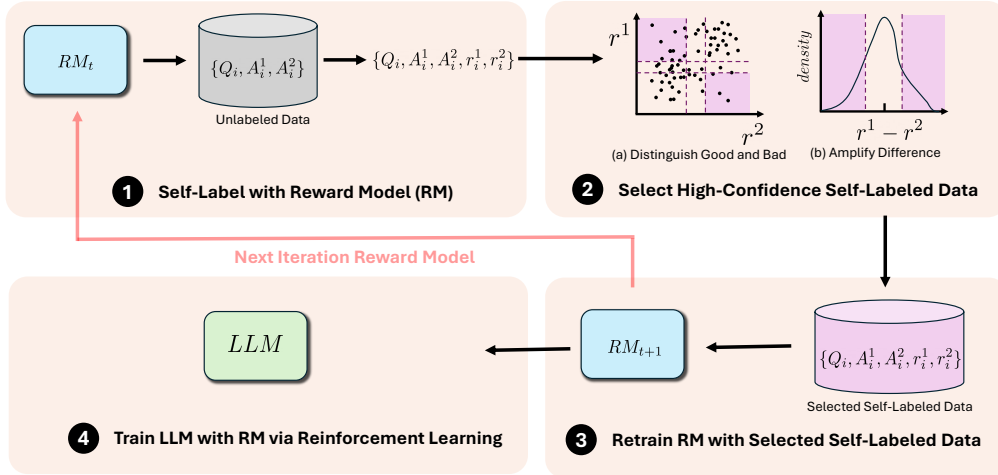 RM_t
{Q_i, A_i^1, A_i^2}
Unlabeled Data
{Q_i, A_i^1, A_i^2, r_i^1, r_i^2}
1 Self-Label with Reward Model (RM)
r^1
r^2
(a) Distinguish Good and Bad
density
r^1 − r^2
(b) Amplify Difference
2 Select High-Confidence Self-Labeled Data
Next Iteration Reward Model
{Q_i, A_i^1, A_i^2, r_i^1, r_i^2}
Selected Self-Labeled Data
RM_{t+1}
3 Retrain RM with Selected Self-Labeled Data
LLM
4 Train LLM with RM via Reinforcement Learning